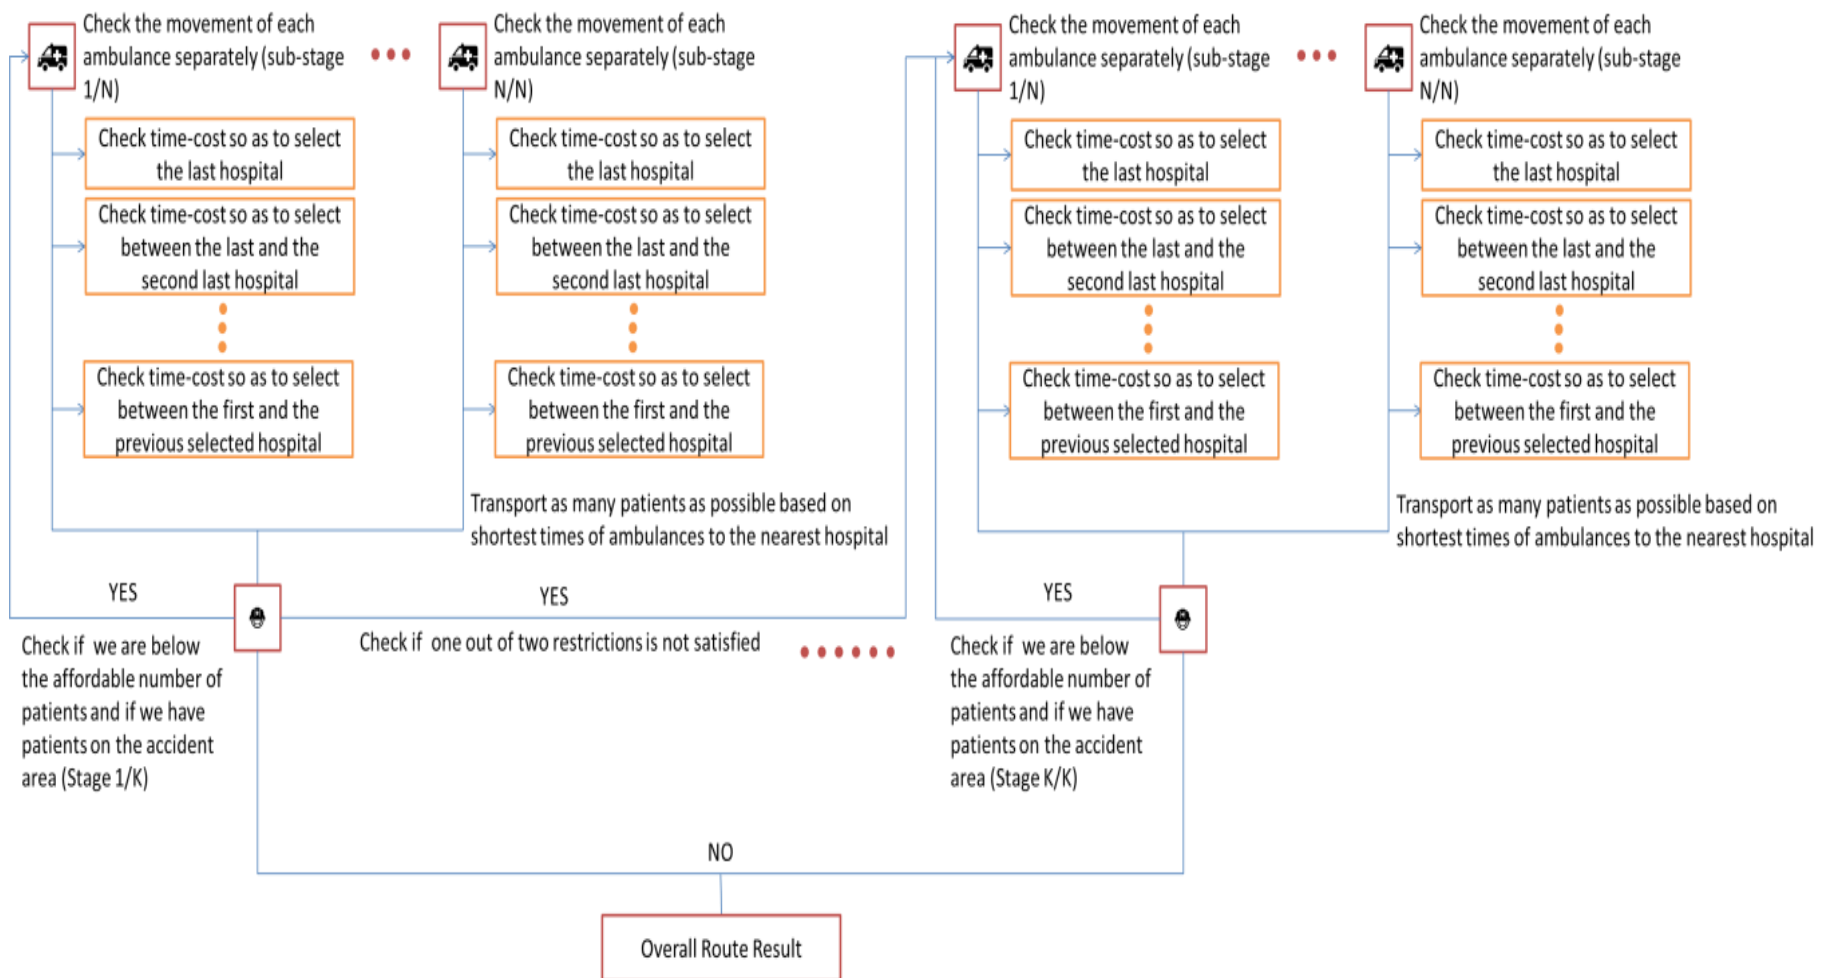 Check the movement of each
ambulance separately (sub-stage
1/N)
Check the movement of each
ambulance separately (sub-stage
N/N)
Check the movement of each
ambulance separately (sub-stage
1/N)
Check the movement of each
ambulance separately (sub-stage
N/N)
Check time-cost so as to select
the last hospital
Check time-cost so as to select
between the last and the
second last hospital
Check time-cost so as to select
between the first and the
previous selected hospital
Check time-cost so as to select
the last hospital
Check time-cost so as to select
between the last and the
second last hospital
Check time-cost so as to select
between the first and the
previous selected hospital
Check time-cost so as to select
the last hospital
Check time-cost so as to select
between the last and the
second last hospital
Check time-cost so as to select
between the first and the
previous selected hospital
Check time-cost so as to select
the last hospital
Check time-cost so as to select
between the last and the
second last hospital
Check time-cost so as to select
between the first and the
previous selected hospital
Transport as many patients as possible based on
shortest times of ambulances to the nearest hospital
Transport as many patients as possible based on
shortest times of ambulances to the nearest hospital
YES
YES
YES
Check if we are below
the affordable number of
patients and if we have
patients on the accident
area (Stage 1/K)
Check if one out of two restrictions is not satisfied
Check if we are below
the affordable number of
patients and if we have
patients on the accident
area (Stage K/K)
NO
Overall Route Result